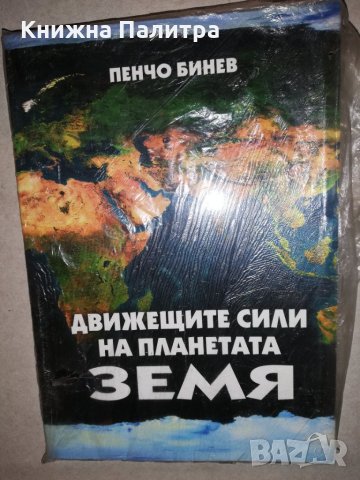 Книжна Палитра
ПЕНЧО БИНЕВ
ДВИЖЕЩИТЕ СИЛИ
НА ПЛАНЕТАТА
ЗЕМЯ
BAZAR